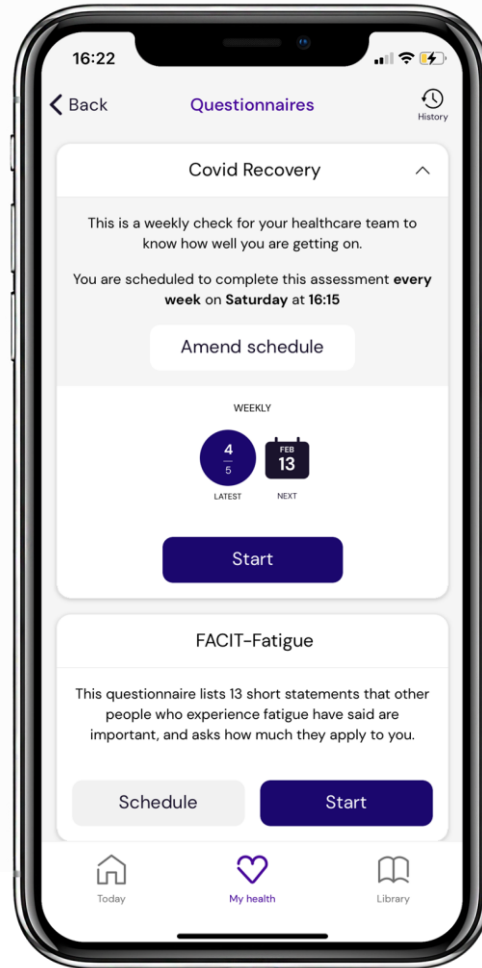 16:22
Back
Questionnaires
History
Covid Recovery
This is a weekly check for your healthcare team to
know how well you are getting on.
You are scheduled to complete this assessment every
week on Saturday at 16:15
Amend schedule
WEEKLY
4
5
FEB
13
LATEST
NEXT
Start
FACIT-Fatigue
This questionnaire lists 13 short statements that other
people who experience fatigue have said are
important, and asks how much they apply to you.
Schedule
Start
Today
My health
Library